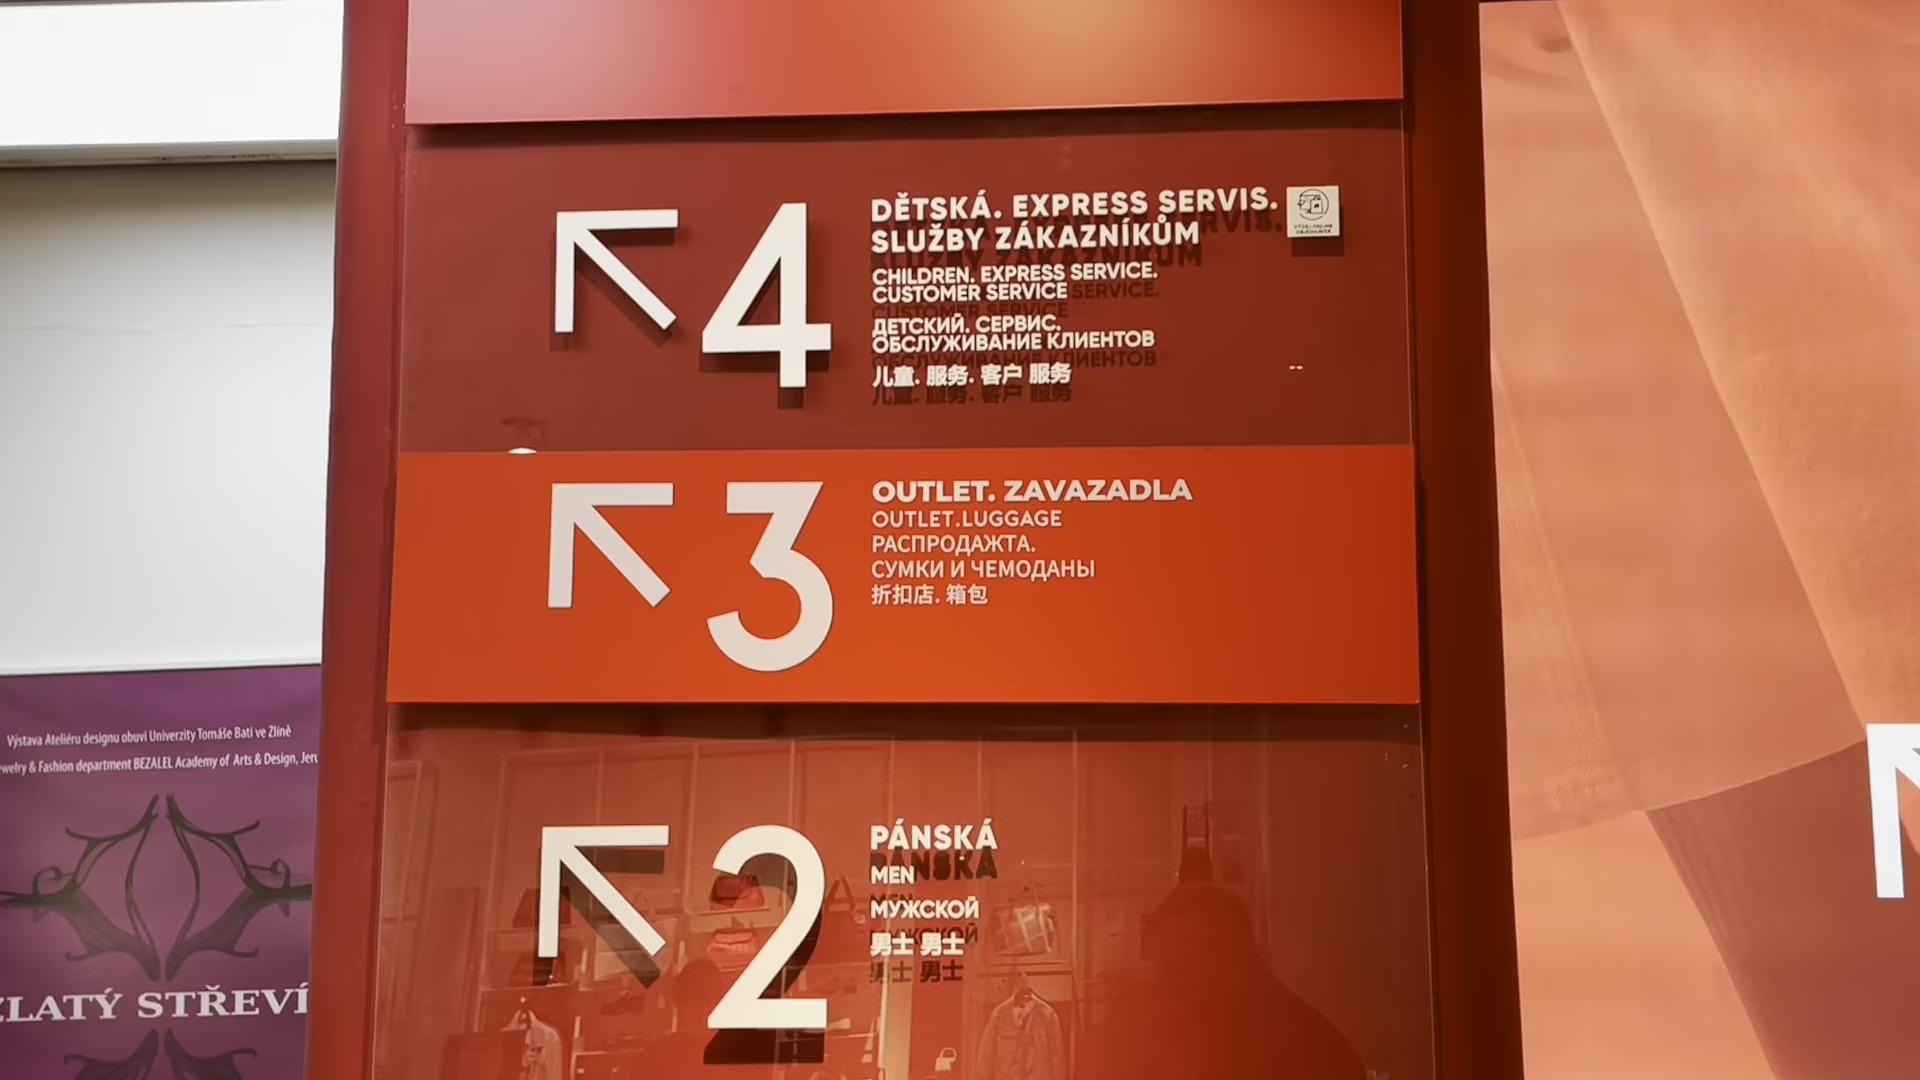 4
DĚTSKÁ. EXPRESS SERVIS.
SLUŽBY ZÁKAZNÍKŮM
CHILDREN. EXPRESS SERVICE.
CUSTOMER SERVICE
ДЕТСКИЙ. СЕРВИС.
ОБСЛУЖИВАНИЕ КЛИЕНТОВ
儿童. 服务. 客户 服务
VÝDEJ ONLINE
OBJEDNÁVEK
3
OUTLET. ZAVAZADLA
OUTLET.LUGGAGE
РАСПРОДАЖТА.
СУМКИ И ЧЕМОДАНЫ
折扣店. 箱包
2
PÁNSKÁ
MEN
МУЖСКОЙ
男士 男士
Výstava Ateliéru designu obuvi Univerzity Tomáše Bati ve Zlíně
& Fashion department BEZALEL Academy of Arts & Design,
ZLATÝ STŘEVÍ